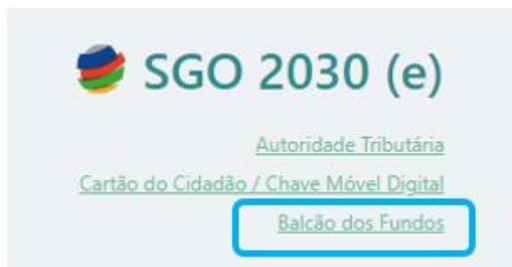 SGO 2030 (e)
Autoridade Tributária
Cartão do Cidadão / Chave Móvel Digital
Balcão dos Fundos